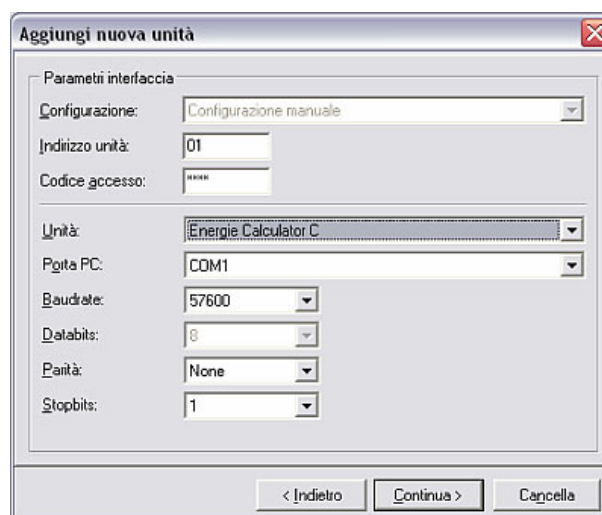 Aggiungi nuova unità
Parametri interfaccia
Configurazione: Configurazione manuale
Indirizzo unità: 01
Codice accesso: ****
Unità: Energie Calculator C
Porta PC: COM1
Baudrate: 57600
Databits: 8
Parità: None
Stopbits: 1
< Indietro Continua > Cancella